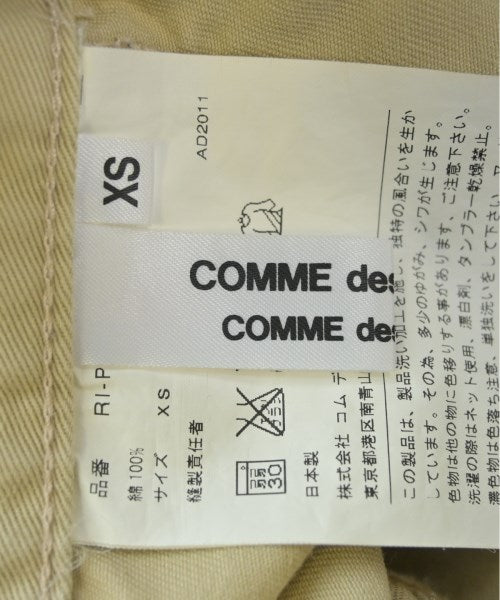 XS
COMME des
COMME des
AD2011
品番 RI-P
綿 100%
サイズ XS
縫製責任者
エンソサラシ
弱
30
日本製
株式会社 コム デ
東京都港区南青山
この製品は、製品洗い加工を施し、独特の風合いを生か
しています。その為、多少のゆがみ、シワが生じます。
色物は他の物に色移りする事があります、ご注意下さい。
洗濯の際はネット使用、漂白剤、タンブラー乾燥禁止。
濃色物は色落ち注意、単独洗いをして下さい